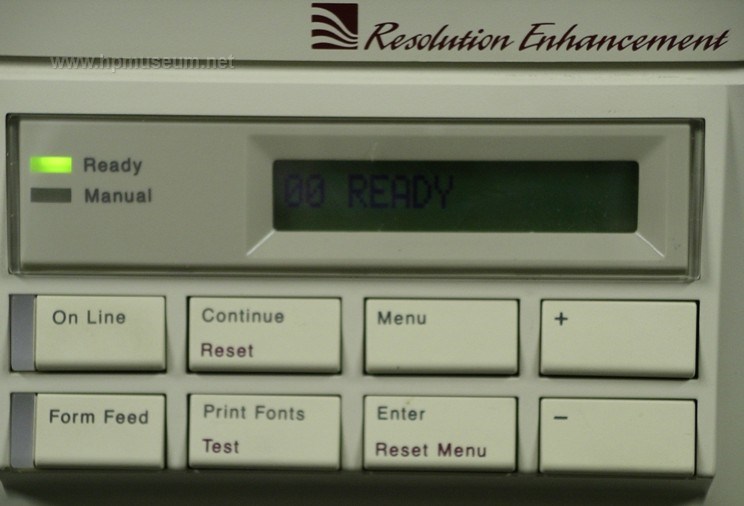 Resolution Enhancement
www.hpmuseum.net
Ready
Manual
00 READY
On Line
Continue
Reset
Menu
+
Form Feed
Print Fonts
Test
Enter
Reset Menu
-